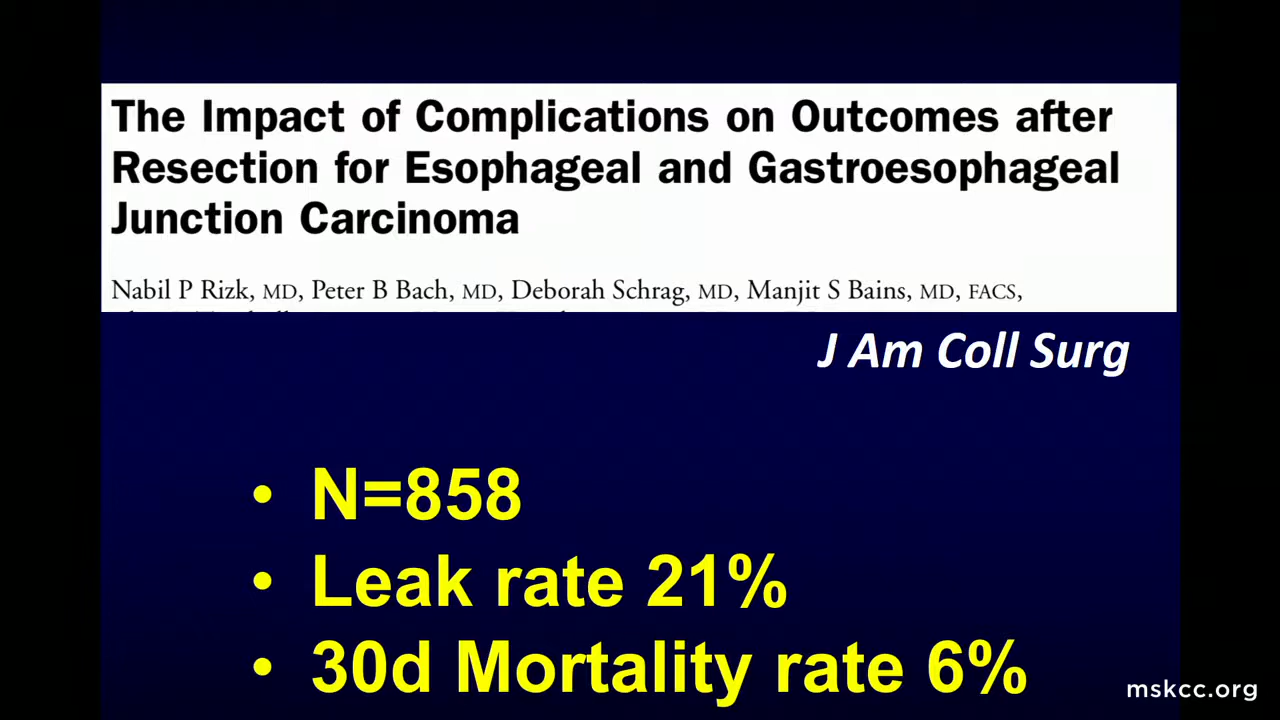 The Impact of Complications on Outcomes after
Resection for Esophageal and Gastroesophageal
Junction Carcinoma
Nabil P Rizk, MD, Peter B Bach, MD, Deborah Schrag, MD, Manjit S Bains, MD, FACS,
J Am Coll Surg
• N=858
• Leak rate 21%
• 30d Mortality rate 6%
mskcc.org